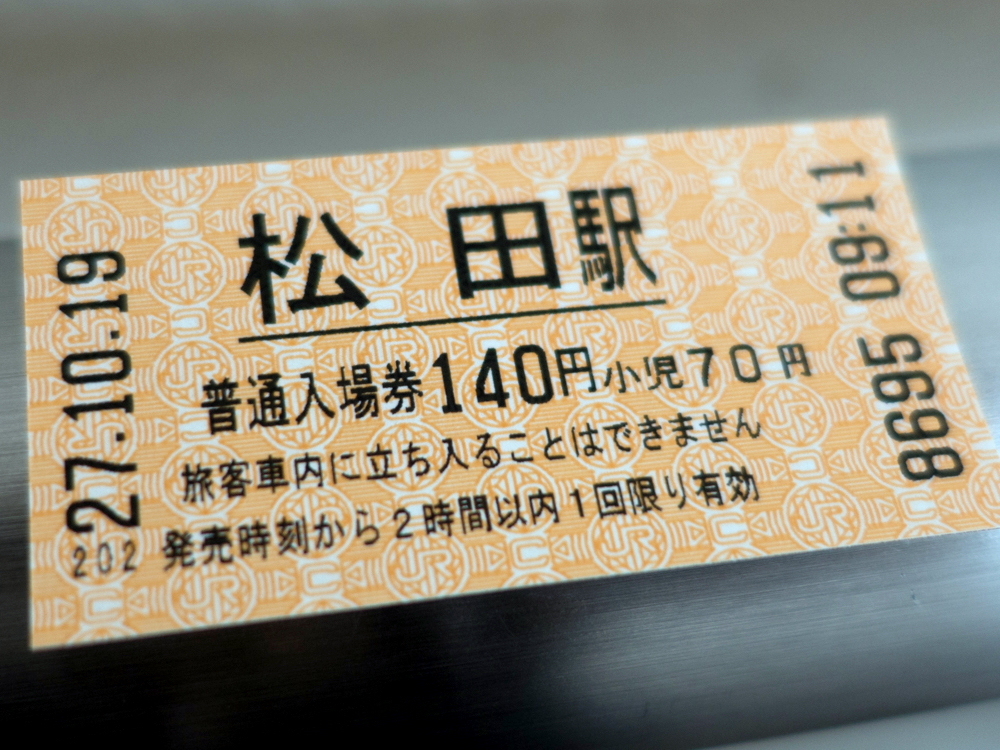 松田駅
普通入場券140円小児70円
旅客車内に立ち入ることはできません
発売時刻から2時間以内1回限り有効
27.10.19
202
8695 09:11